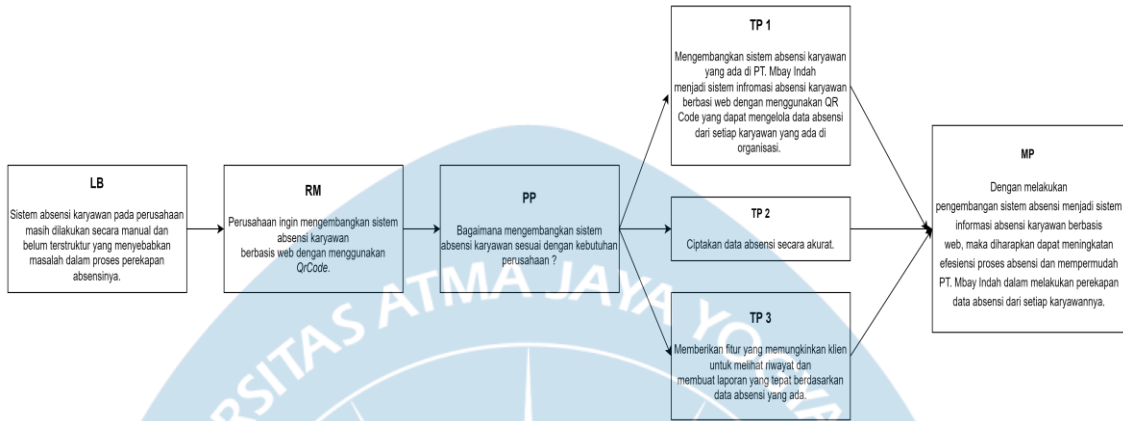 LB
Sistem absensi karyawan pada perusahaan
masih dilakukan secara manual dan
belum terstruktur yang menyebabkan
masalah dalam proses perekapan
absensinya.
RM
Perusahaan ingin mengembangkan sistem
absensi karyawan
berbasis web dengan menggunakan
QrCode.
PP
Bagaimana mengembangkan sistem
absensi karyawan sesuai dengan kebutuhan
perusahaan ?
TP 1
Mengembangkan sistem absensi karyawan
yang ada di PT. Mbay Indah
menjadi sistem infromasi absensi karyawan
berbasi web dengan menggunakan QR
Code yang dapat mengelola data absensi
dari setiap karyawan yang ada di
organisasi.
TP 2
Ciptakan data absensi secara akurat.
TP 3
Memberikan fitur yang memungkinkan klien
untuk melihat riwayat dan
membuat laporan yang tepat berdasarkan
data absensi yang ada.
MP
Dengan melakukan
pengembangan sistem absensi menjadi sistem
informasi absensi karyawan berbasis
web, maka diharapkan dapat meningkatan
efesiensi proses absensi dan mempermudah
PT. Mbay Indah dalam melakukan perekapan
data absensi dari setiap karyawannya.
RSITAS ATMA JAYA YOGYA